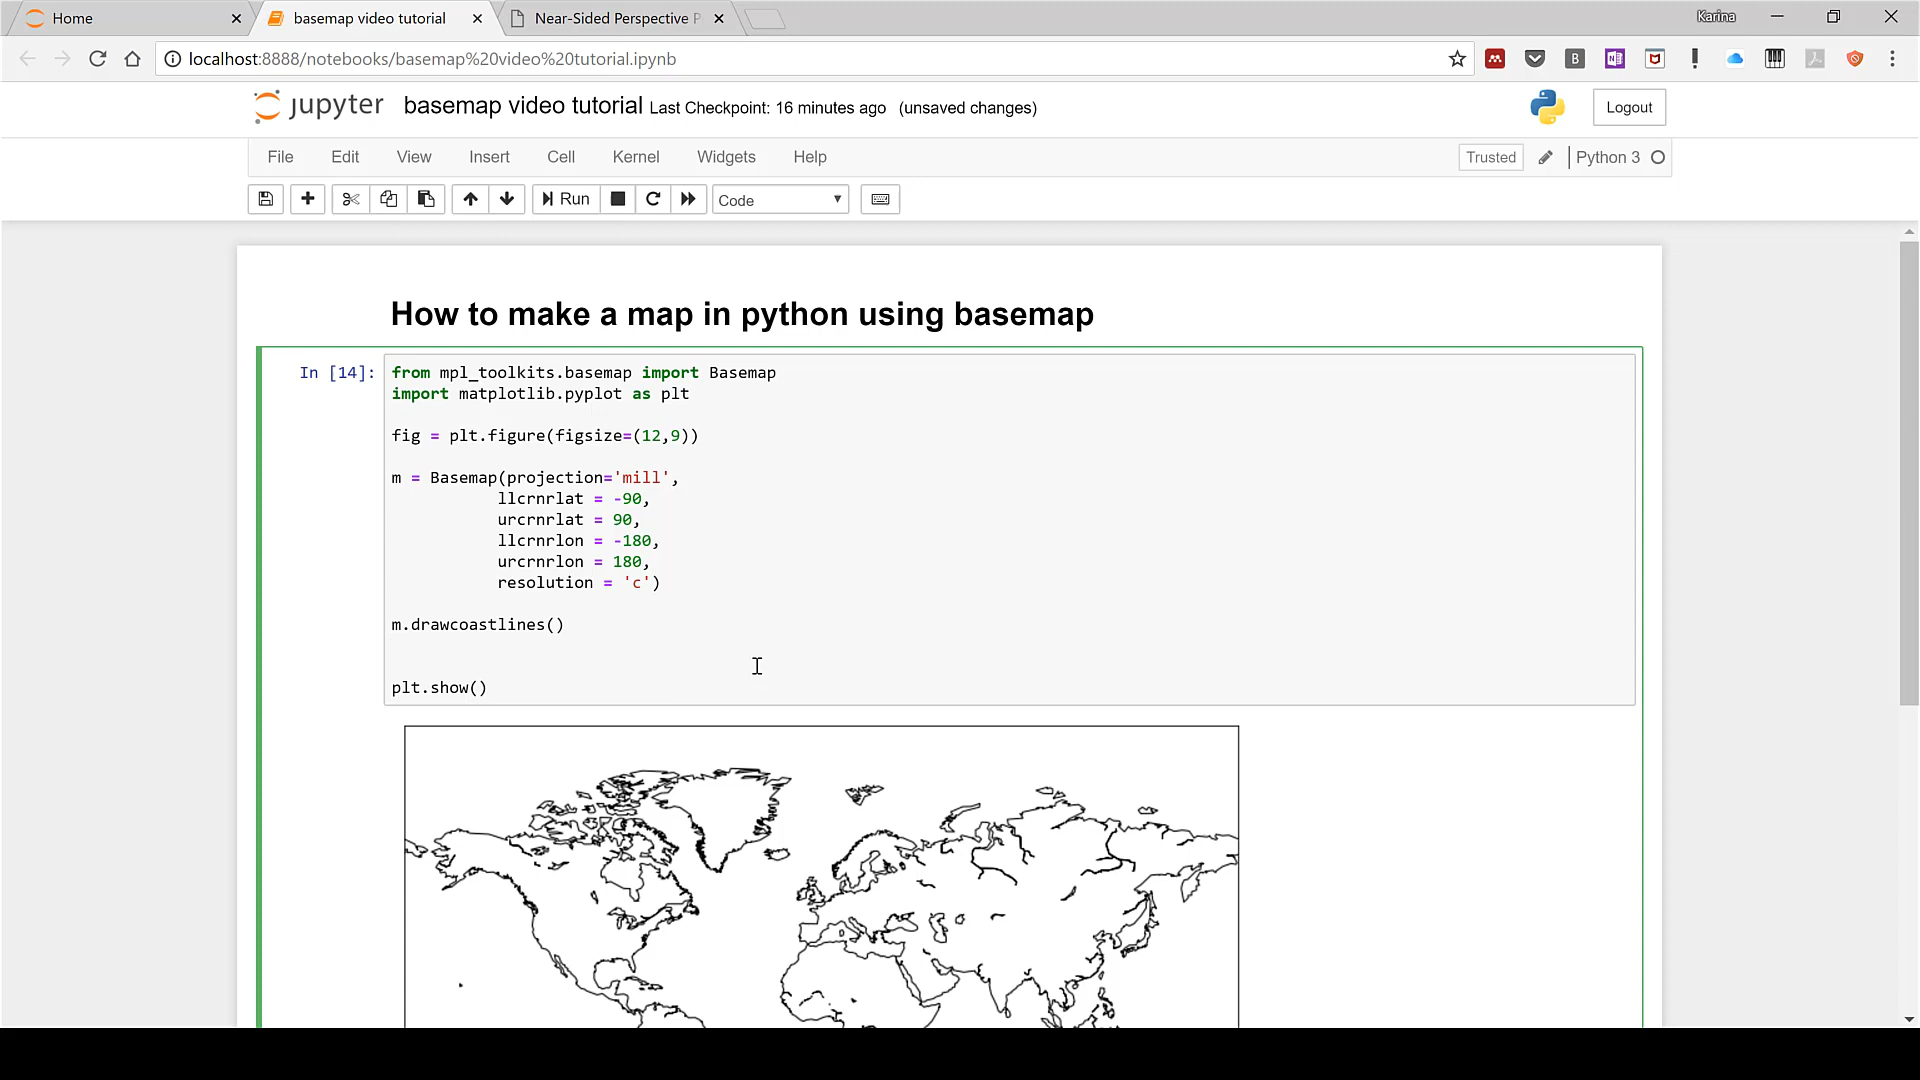 Home
basemap video tutorial
Near-Sided Perspective P
Karina
localhost:8888/notebooks/basemap%20video%20tutorial.ipynb
B
N
jupyter basemap video tutorial Last Checkpoint: 16 minutes ago (unsaved changes)
Logout
File Edit View Insert Cell Kernel Widgets Help
Trusted
Python 3
Run
Code
How to make a map in python using basemap
In [14]:
from mpl_toolkits.basemap import Basemap
import matplotlib.pyplot as plt
fig = plt.figure(figsize=(12,9))
m = Basemap(projection='mill',
llcrnrlat = -90,
urcrnrlat = 90,
llcrnrlon = -180,
urcrnrlon = 180,
resolution = 'c')
m.drawcoastlines()
plt.show()